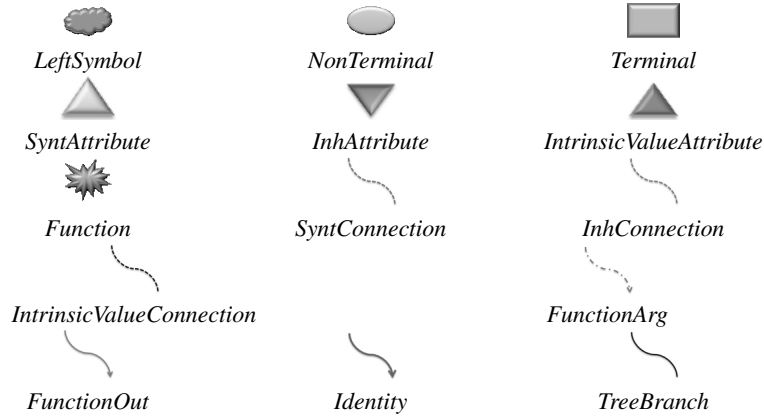 LeftSymbol NonTerminal Terminal
SyntAttribute InhAttribute IntrinsicValueAttribute
Function SyntConnection InhConnection
IntrinsicValueConnection FunctionArg
FunctionOut Identity TreeBranch